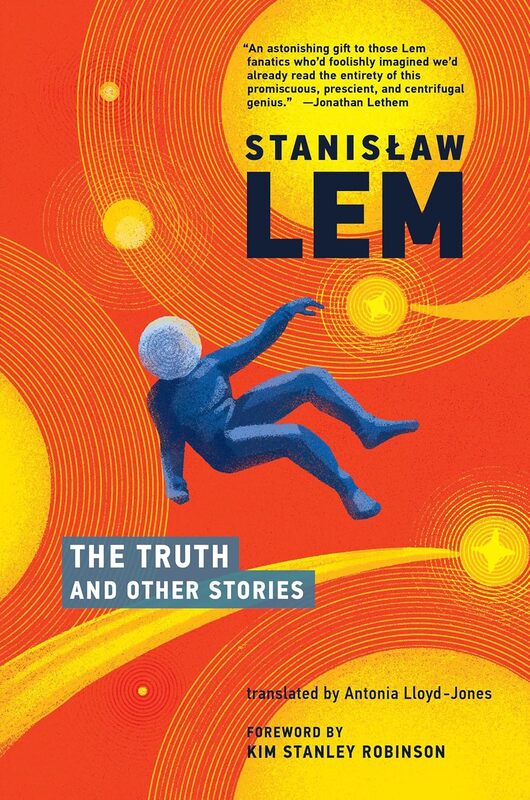 “An astonishing gift to those Lem
fanatics who’d foolishly imagined we’d
already read the entirety of this
promiscuous, prescient, and centrifugal
genius.” —Jonathan Lethem
STANISŁAW
LEM
THE TRUTH
AND OTHER STORIES
translated by Antonia Lloyd-Jones
FOREWORD BY
KIM STANLEY ROBINSON